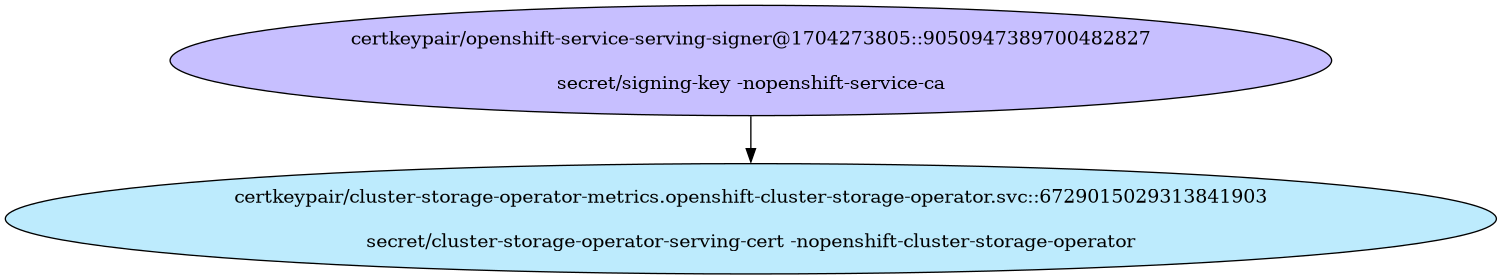 certkeypair/openshift-service-serving-signer@1704273805::9050947389700482827
secret/signing-key -nopenshift-service-ca
certkeypair/cluster-storage-operator-metrics.openshift-cluster-storage-operator.svc::6729015029313841903
secret/cluster-storage-operator-serving-cert -nopenshift-cluster-storage-operator